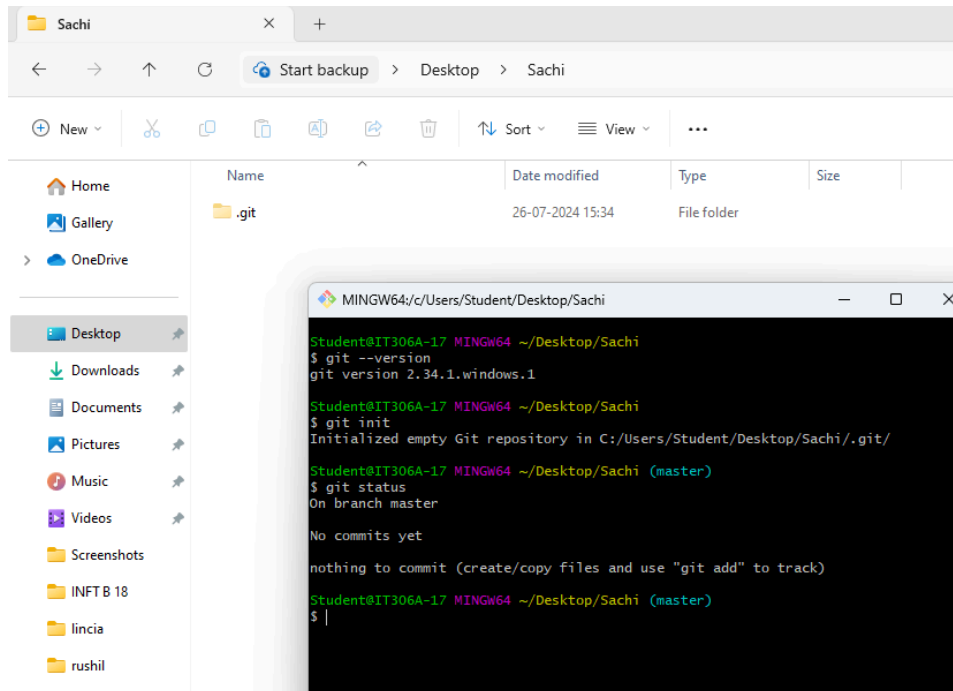 Sachi
Start backup > Desktop > Sachi
New Sort View
Name Date modified Type Size
.git 26-07-2024 15:34 File folder
Home
Gallery
OneDrive
Desktop
Downloads
Documents
Pictures
Music
Videos
Screenshots
INFT B 18
lincia
rushil
MINGW64:/c/Users/Student/Desktop/Sachi
Student@IT306A-17 MINGW64 ~/Desktop/Sachi
$ git --version
git version 2.34.1.windows.1
Student@IT306A-17 MINGW64 ~/Desktop/Sachi
$ git init
Initialized empty Git repository in C:/Users/Student/Desktop/Sachi/.git/
Student@IT306A-17 MINGW64 ~/Desktop/Sachi (master)
$ git status
On branch master
No commits yet
nothing to commit (create/copy files and use "git add" to track)
Student@IT306A-17 MINGW64 ~/Desktop/Sachi (master)
$